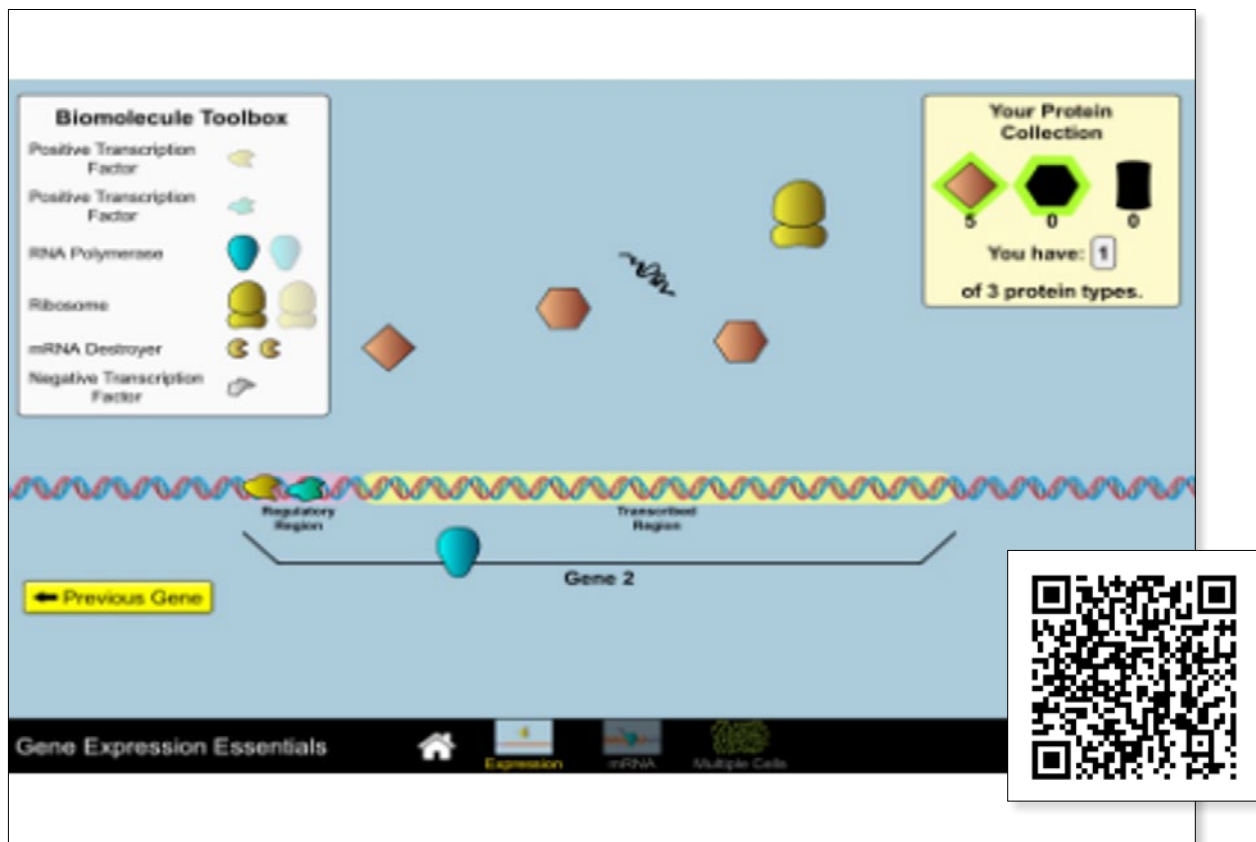 Biomolecule Toolbox
Positive Transcription
Factor
Positive Transcription
Factor
RNA Polymerase
Ribosome
mRNA Destroyer
Negative Transcription
Factor
Your Protein
Collection
5 0 0
You have: 1
of 3 protein types.
Regulatory
Region
Transcribed
Region
Gene 2
Previous Gene
Gene Expression Essentials
Expression
mRNA
Multiple Cells